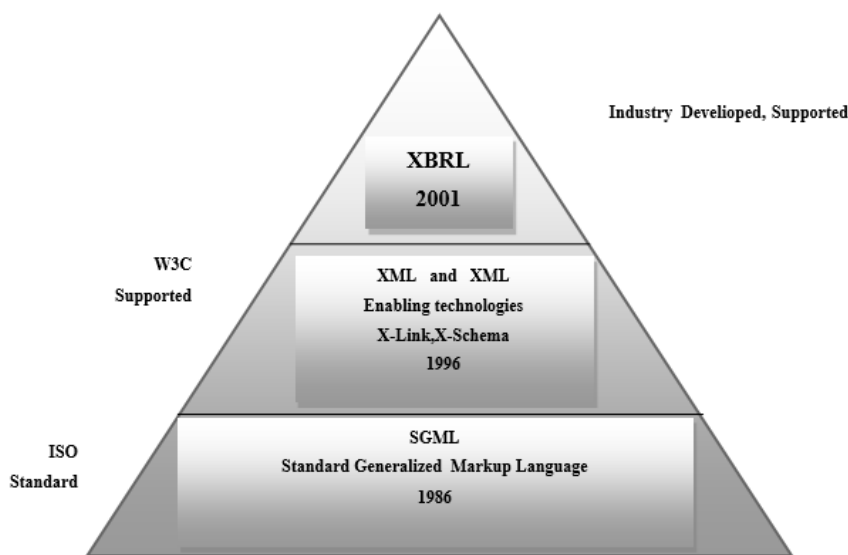 Industry Develioped, Supported
XBRL
2001
W3C
Supported
XML and XML
Enabling technologies
X-Link,X-Schema
1996
ISO
Standard
SGML
Standard Generalized Markup Language
1986